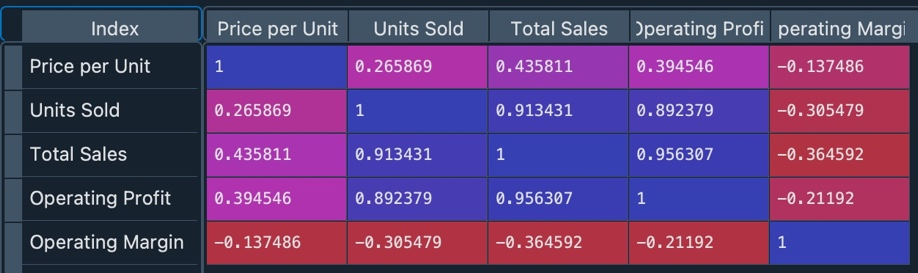 Index Price per Unit Units Sold Total Sales Operating Profi perating Margi
Price per Unit 1 0.265869 0.435811 0.394546 -0.137486
Units Sold 0.265869 1 0.913431 0.892379 -0.305479
Total Sales 0.435811 0.913431 1 0.956307 -0.364592
Operating Profit 0.394546 0.892379 0.956307 1 -0.21192
Operating Margin -0.137486 -0.305479 -0.364592 -0.21192 1